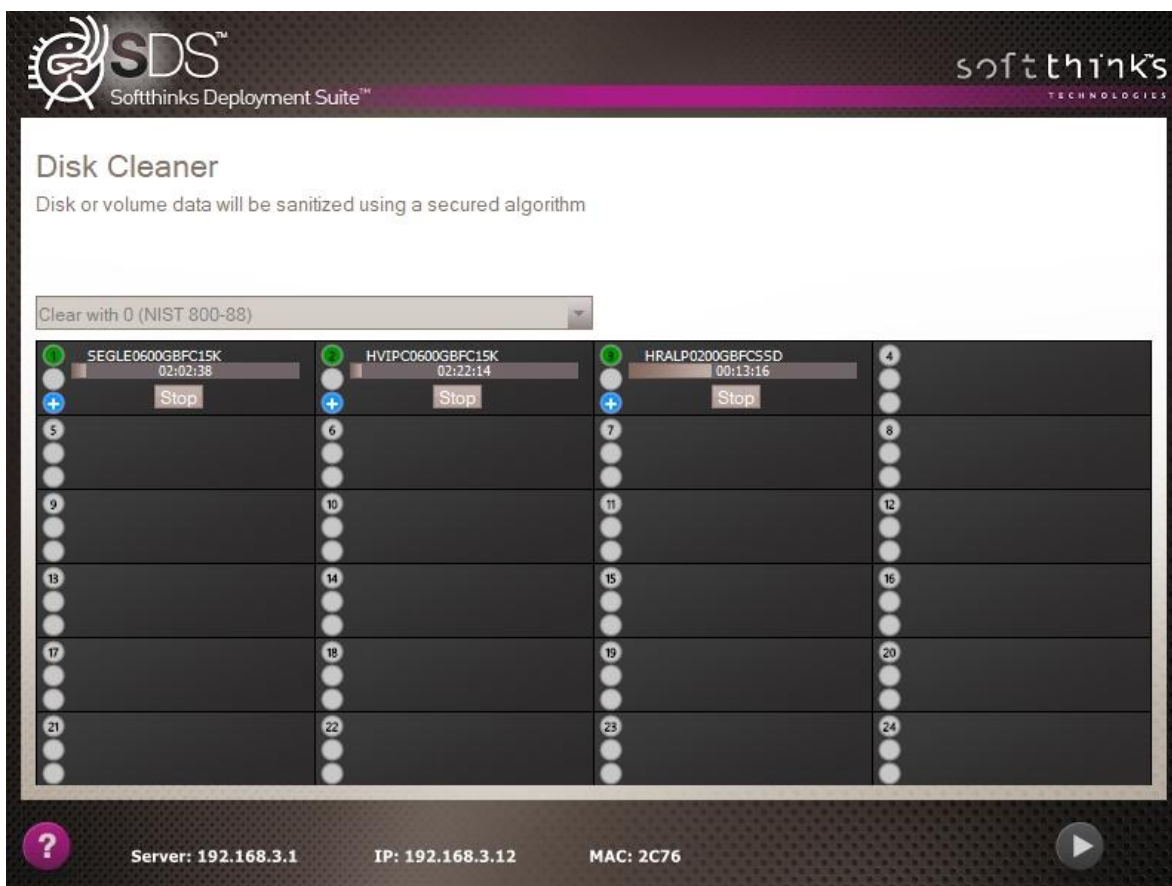 SDS™
Softthinks Deployment Suite™
softthinks
TECHNOLOGIES
Disk Cleaner
Disk or volume data will be sanitized using a secured algorithm
Clear with 0 (NIST 800-88)
1 SEGLE0600GBFC15K
02:02:38
Stop
2 HVIPC0600GBFC15K
02:22:14
Stop
3 HRALP0200GBFCSSD
00:13:16
Stop
4
5 6 7 8
9 10 11 12
13 14 15 16
17 18 19 20
21 22 23 24
? Server: 192.168.3.1 IP: 192.168.3.12 MAC: 2C76